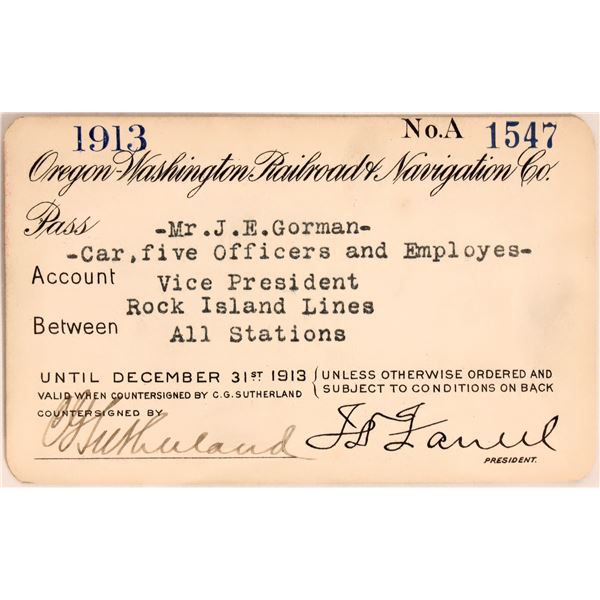 1913 No.A 1547
Oregon-Washington Railroad & Navigation Co.
Pass -Mr.J.E.Gorman-
-Car,five Officers and Employes-
Account Vice President
Rock Island Lines
Between All Stations
UNTIL DECEMBER 31ST 1913 { UNLESS OTHERWISE ORDERED AND
VALID WHEN COUNTERSIGNED BY C.G. SUTHERLAND SUBJECT TO CONDITIONS ON BACK
COUNTERSIGNED BY
CG Sutherland J D Farrell
PRESIDENT.